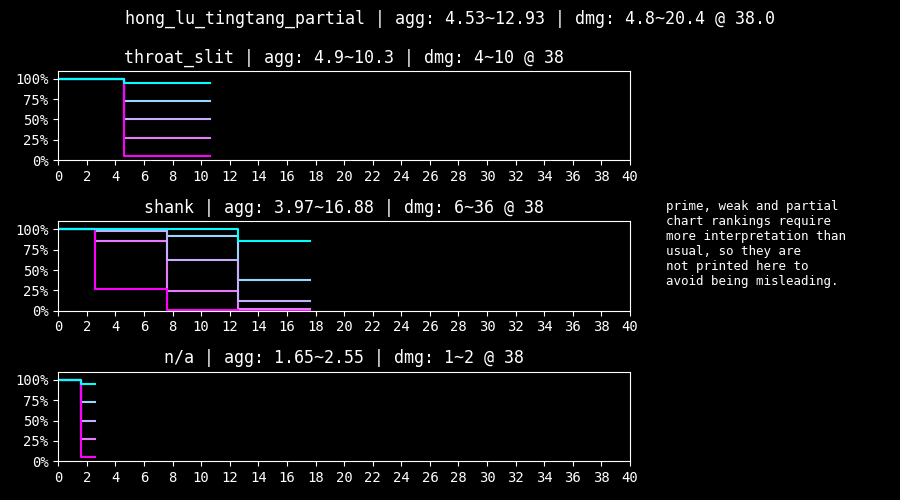 hong_lu_tingtang_partial | agg: 4.53~12.93 | dmg: 4.8~20.4 @ 38.0
throat_slit | agg: 4.9~10.3 | dmg: 4~10 @ 38
100%
75%
50%
25%
0%
0 2 4 6 8 10 12 14 16 18 20 22 24 26 28 30 32 34 36 38 40
shank | agg: 3.97~16.88 | dmg: 6~36 @ 38
100%
75%
50%
25%
0%
0 2 4 6 8 10 12 14 16 18 20 22 24 26 28 30 32 34 36 38 40
prime, weak and partial
chart rankings require
more interpretation than
usual, so they are
not printed here to
avoid being misleading.
n/a | agg: 1.65~2.55 | dmg: 1~2 @ 38
100%
75%
50%
25%
0%
0 2 4 6 8 10 12 14 16 18 20 22 24 26 28 30 32 34 36 38 40